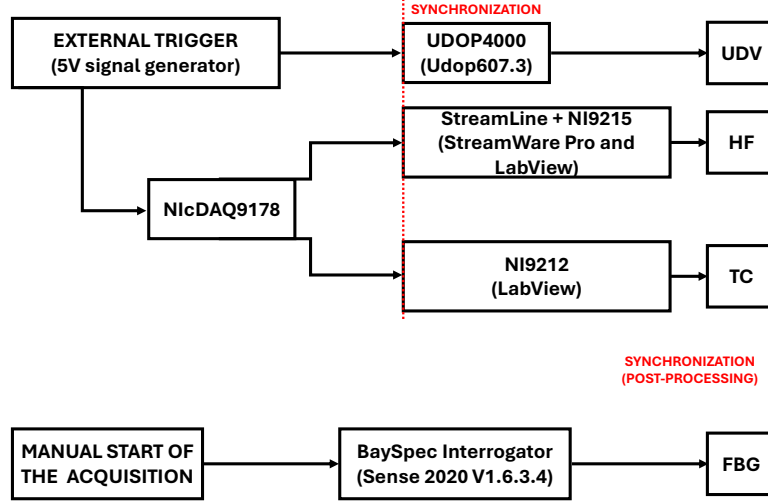 SYNCHRONIZATION
EXTERNAL TRIGGER
(5V signal generator)
UDOP4000
(Udop607.3)
UDV
StreamLine + NI9215
(StreamWare Pro and
LabView)
HF
NIcDAQ9178
NI9212
(LabView)
TC
SYNCHRONIZATION
(POST-PROCESSING)
MANUAL START OF
THE ACQUISITION
BaySpec Interrogator
(Sense 2020 V1.6.3.4)
FBG